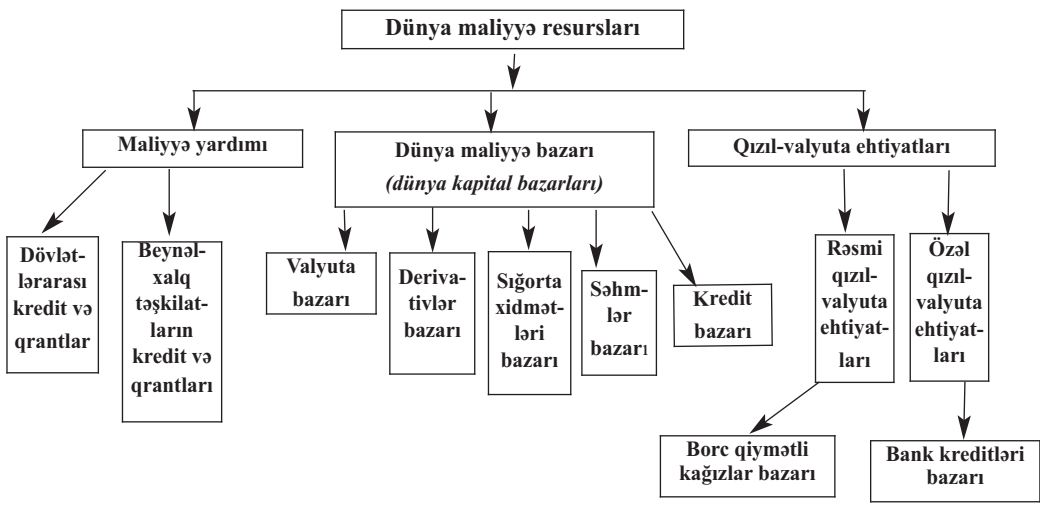 Dünya maliyyə resursları
Maliyyə yardımı
Dünya maliyyə bazarı
(dünya kapital bazarları)
Qızıl-valyuta ehtiyatları
Dövlət-
lərarası
kredit və
qrantlar
Beynəl-
xalq
təşkilat-
ların
kredit və
qrantları
Valyuta
bazarı
Deriva-
tivlər
bazarı
Sığorta
xidmət-
ləri
bazarı
Səhm-
lər
bazarı
Kredit
bazarı
Rəsmi
qızıl-
valyuta
ehtiyat-
ları
Özəl
qızıl-
valyuta
ehtiyat-
ları
Borc qiymətli
kağızlar bazarı
Bank kreditləri
bazarı